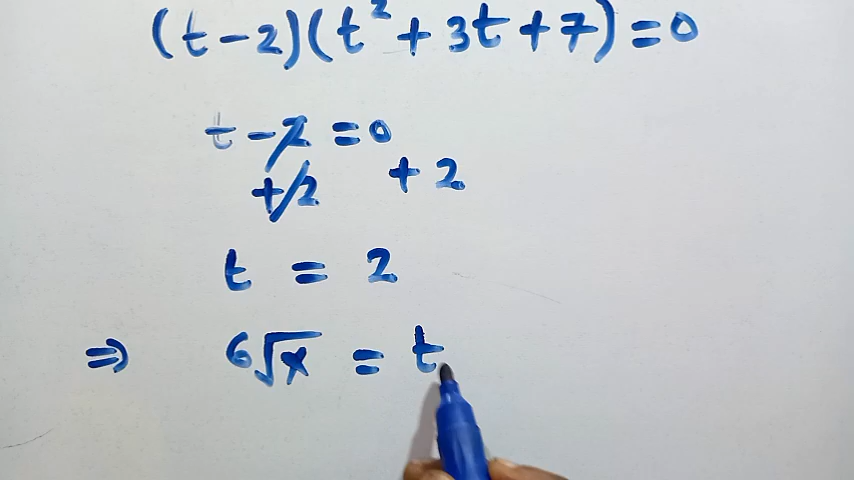 (t-2)(t²+3t+7)=0
t-2=0
+2 +2
t = 2
⇒ ⁶√x = t